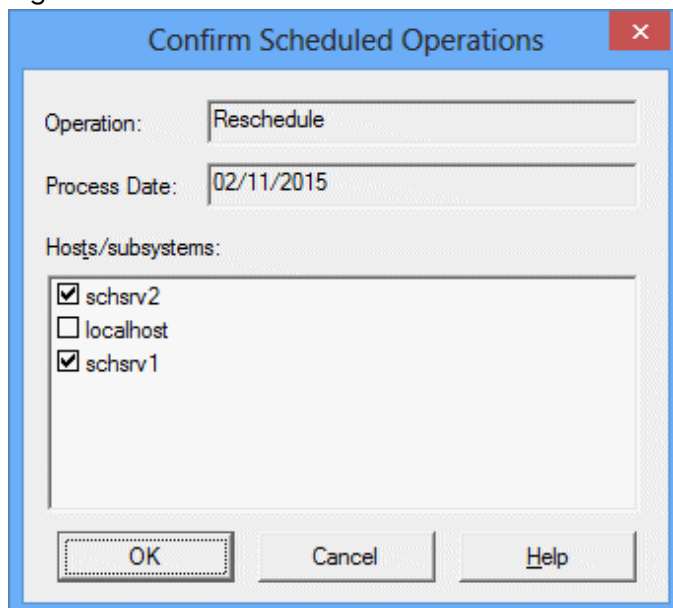 Confirm Scheduled Operations
Operation: Reschedule
Process Date: 02/11/2015
Hosts/subsystems:
schsrv2
localhost
schsrv1
OK Cancel Help